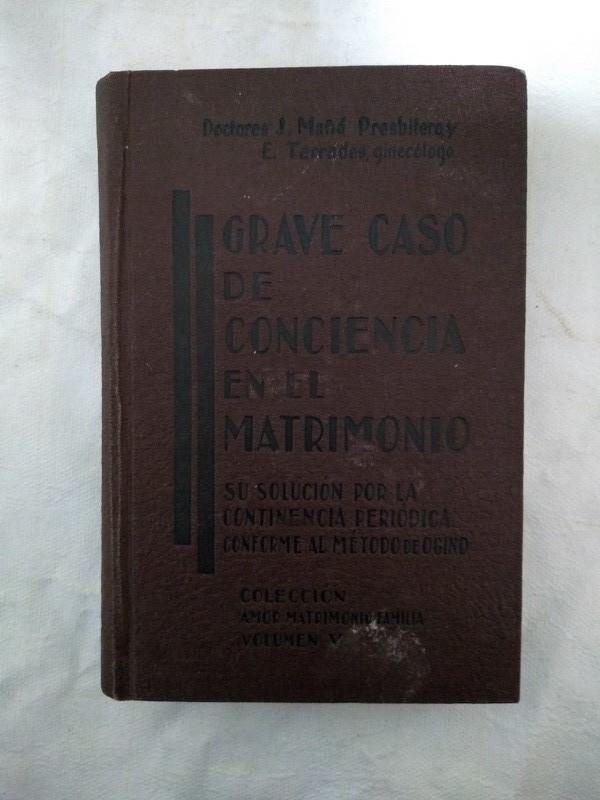 Doctores J. Mañá Presbítero y
E. Terrades, ginecólogo
GRAVE CASO
DE
CONCIENCIA
EN EL
MATRIMONIO
SU SOLUCIÓN POR LA
CONTINENCIA PERIÓDICA
CONFORME AL MÉTODO DE OGINO
COLECCIÓN
AMOR MATRIMONIO FAMILIA
VOLUMEN V